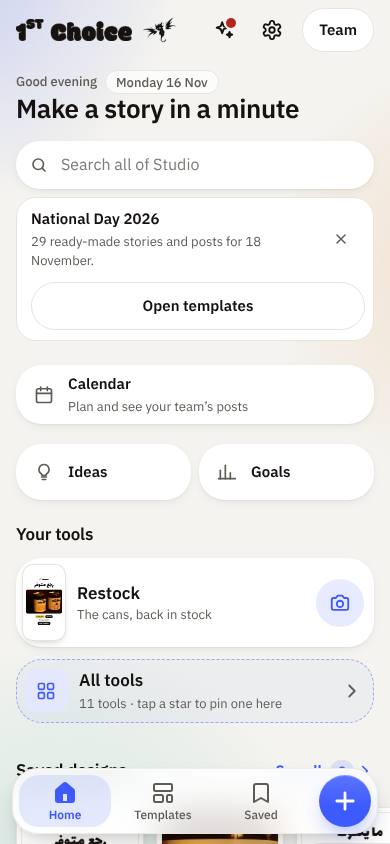 1ST Choice
Team
Good evening
Monday 16 Nov
Make a story in a minute
Search all of Studio
National Day 2026
29 ready-made stories and posts for 18
November.
Open templates
Calendar
Plan and see your team's posts
Ideas
Goals
Your tools
Restock
The cans, back in stock
All tools
11 tools · tap a star to pin one here
Saved designs
Home
Templates
Saved